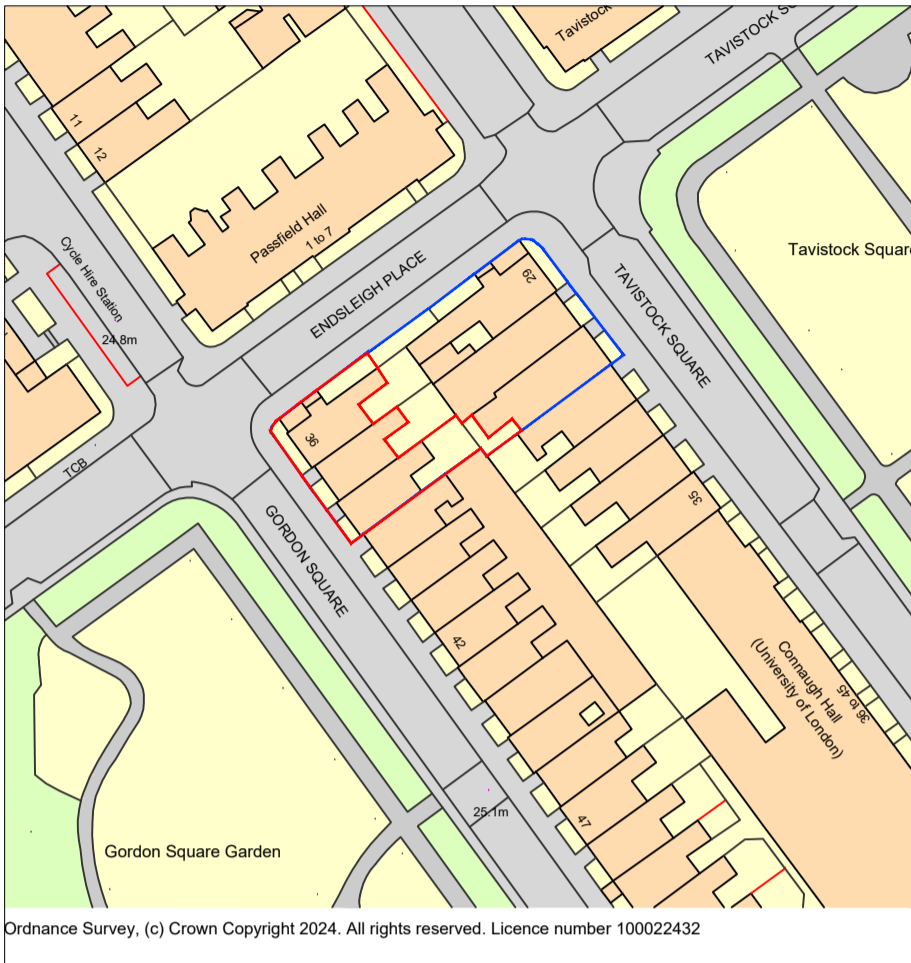 Tavistock
TAVISTOCK SQ
11
12
Passfield Hall
1 to 7
Cycle Hire Station
24.8m
ENDSLEIGH PLACE
29
TAVISTOCK SQUARE
Tavistock Square
36
TCB
GORDON SQUARE
35
42
Connaugh Hall
(University of London)
36 to 45
47
25.1m
Gordon Square Garden
Ordnance Survey, (c) Crown Copyright 2024. All rights reserved. Licence number 100022432